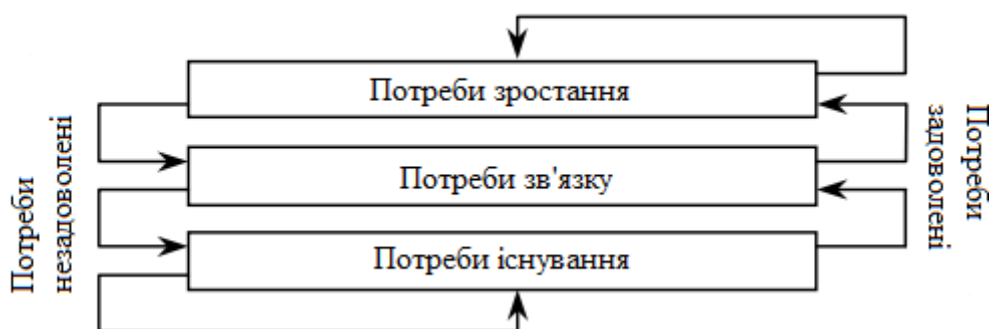 Потреби зростання
Потреби зв'язку
Потреби існування
Потреби
незадоволені
Потреби
задоволені